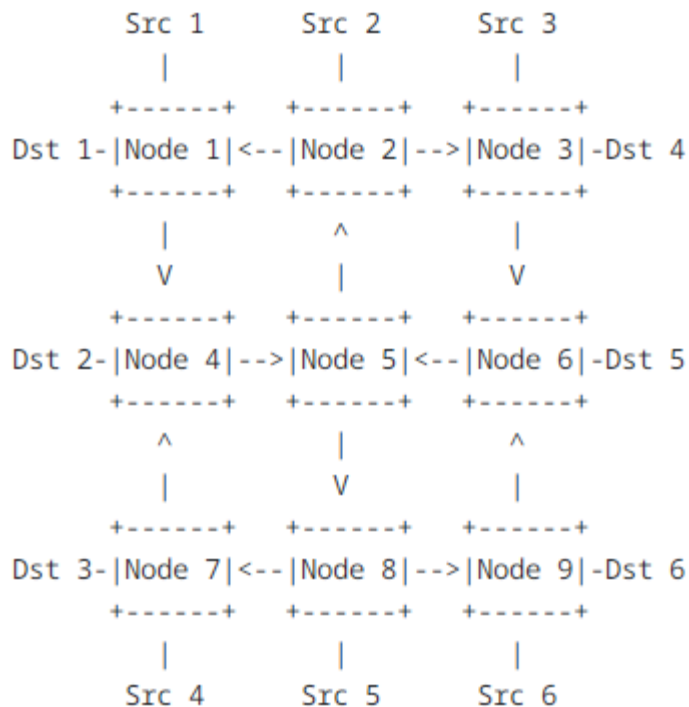 Src 1      Src 2      Src 3
             |          |          |
          +------+   +------+   +------+
    Dst 1-|Node 1|<--|Node 2|-->|Node 3|-Dst 4
          +------+   +------+   +------+
             |          ^          |
             V          |          V
          +------+   +------+   +------+
    Dst 2-|Node 4|-->|Node 5|<--|Node 6|-Dst 5
          +------+   +------+   +------+
             ^          |          ^
             |          V          |
          +------+   +------+   +------+
    Dst 3-|Node 7|<--|Node 8|-->|Node 9|-Dst 6
          +------+   +------+   +------+
             |          |          |
           Src 4      Src 5      Src 6